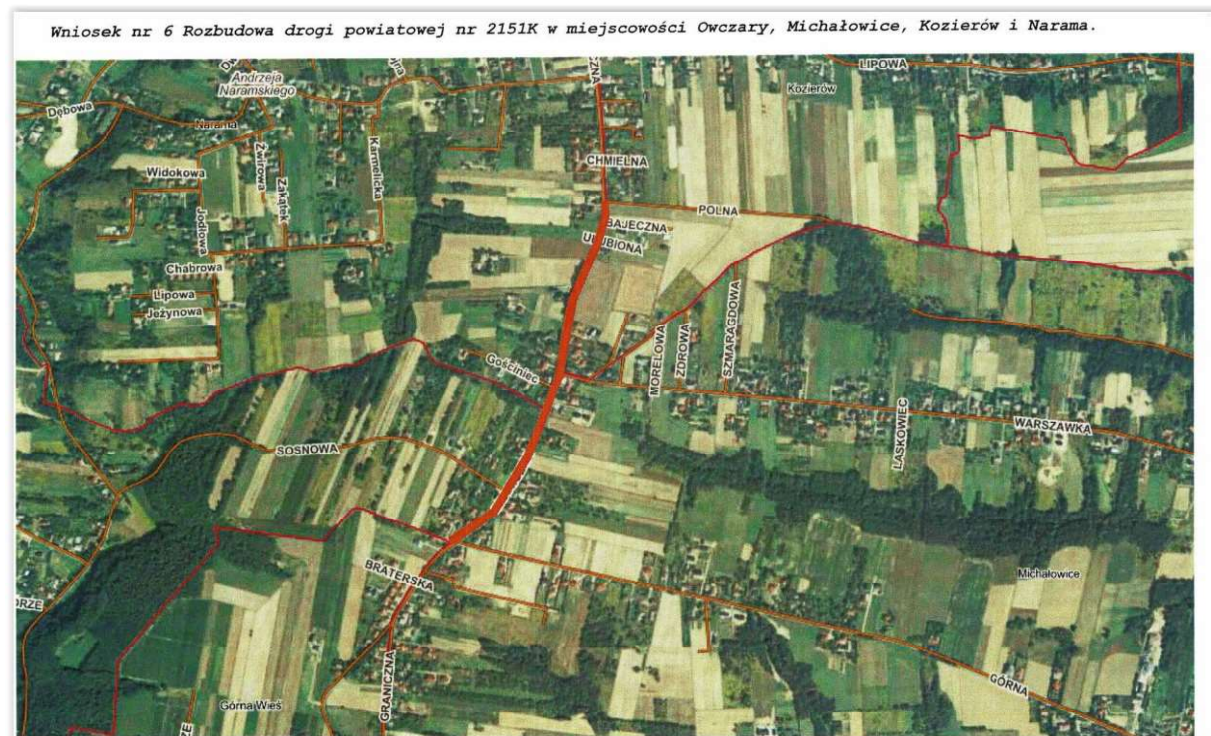 Wniosek nr 6 Rozbudowa drogi powiatowej nr 2151K w miejscowości Owczary, Michałowice, Kozierów i Narama.
LIPOWA
Andrzeja
Naramskiego
Kozierów
Dębowa
Narama
Karmelicka
CHMIELNA
Widokowa
Żwirowa
Zakątek
Jodłowa
POLNA
BAJECZNA
ULUBIONA
Chabrowa
Lipowa
Jeżynowa
SZMARAGDOWA
MORELOWA
ZDROWA
Gościniec
LASKOWIEC
WARSZAWKA
SOSNOWA
BRATERSKA
Michałowice
GÓRNA
GRANICZNA
Górna Wieś